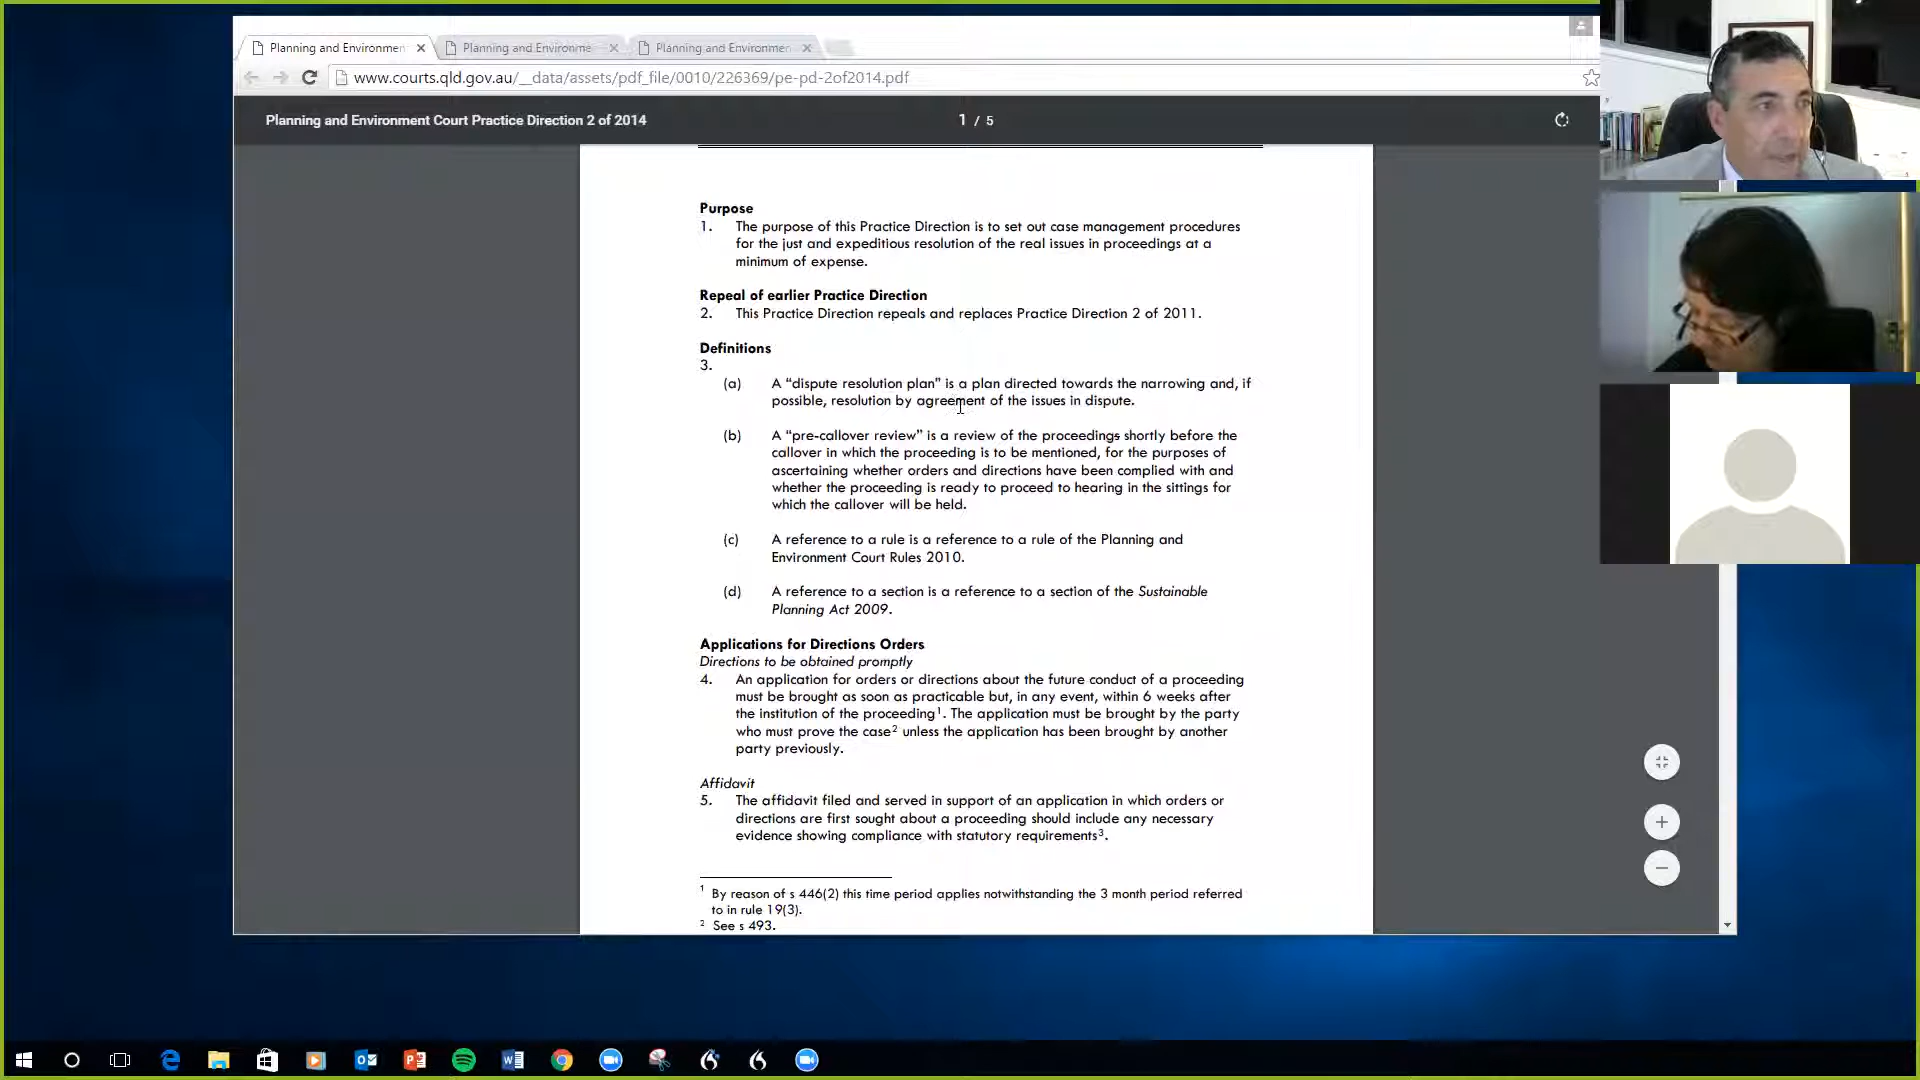 Planning and Environmen
Planning and Environme
Planning and Environmen
www.courts.qld.gov.au/__data/assets/pdf_file/0010/226369/pe-pd-2of2014.pdf
Planning and Environment Court Practice Direction 2 of 2014
1 / 5
Purpose
1. The purpose of this Practice Direction is to set out case management procedures
for the just and expeditious resolution of the real issues in proceedings at a
minimum of expense.
Repeal of earlier Practice Direction
2. This Practice Direction repeals and replaces Practice Direction 2 of 2011.
Definitions
3.
(a) A “dispute resolution plan” is a plan directed towards the narrowing and, if
possible, resolution by agreement of the issues in dispute.
(b) A “pre-callover review” is a review of the proceedings shortly before the
callover in which the proceeding is to be mentioned, for the purposes of
ascertaining whether orders and directions have been complied with and
whether the proceeding is ready to proceed to hearing in the sittings for
which the callover will be held.
(c) A reference to a rule is a reference to a rule of the Planning and
Environment Court Rules 2010.
(d) A reference to a section is a reference to a section of the Sustainable
Planning Act 2009.
Applications for Directions Orders
Directions to be obtained promptly
4. An application for orders or directions about the future conduct of a proceeding
must be brought as soon as practicable but, in any event, within 6 weeks after
the institution of the proceeding1. The application must be brought by the party
who must prove the case2 unless the application has been brought by another
party previously.
Affidavit
5. The affidavit filed and served in support of an application in which orders or
directions are first sought about a proceeding should include any necessary
evidence showing compliance with statutory requirements3.
1 By reason of s 446(2) this time period applies notwithstanding the 3 month period referred
to in rule 19(3).
2 See s 493.